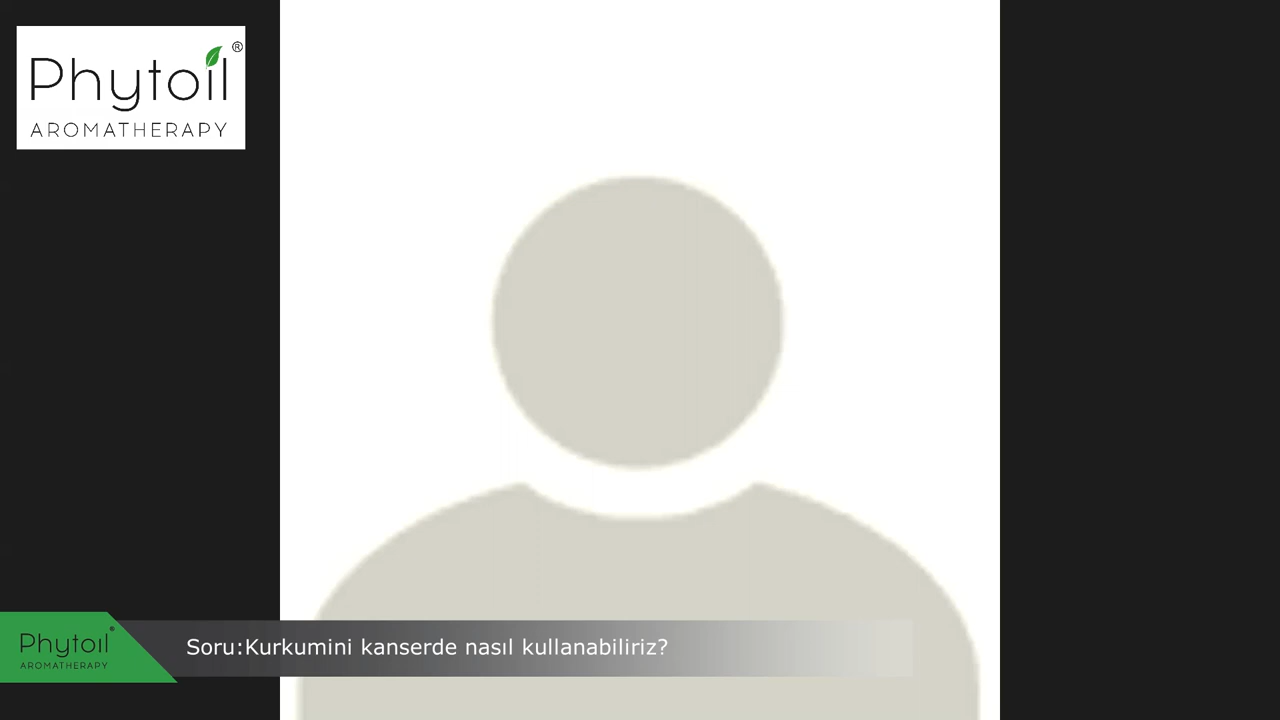 Phytoil®
AROMATHERAPY
Phytoil®
AROMATHERAPY
Soru:Kurkumini kanserde nasıl kullanabiliriz?